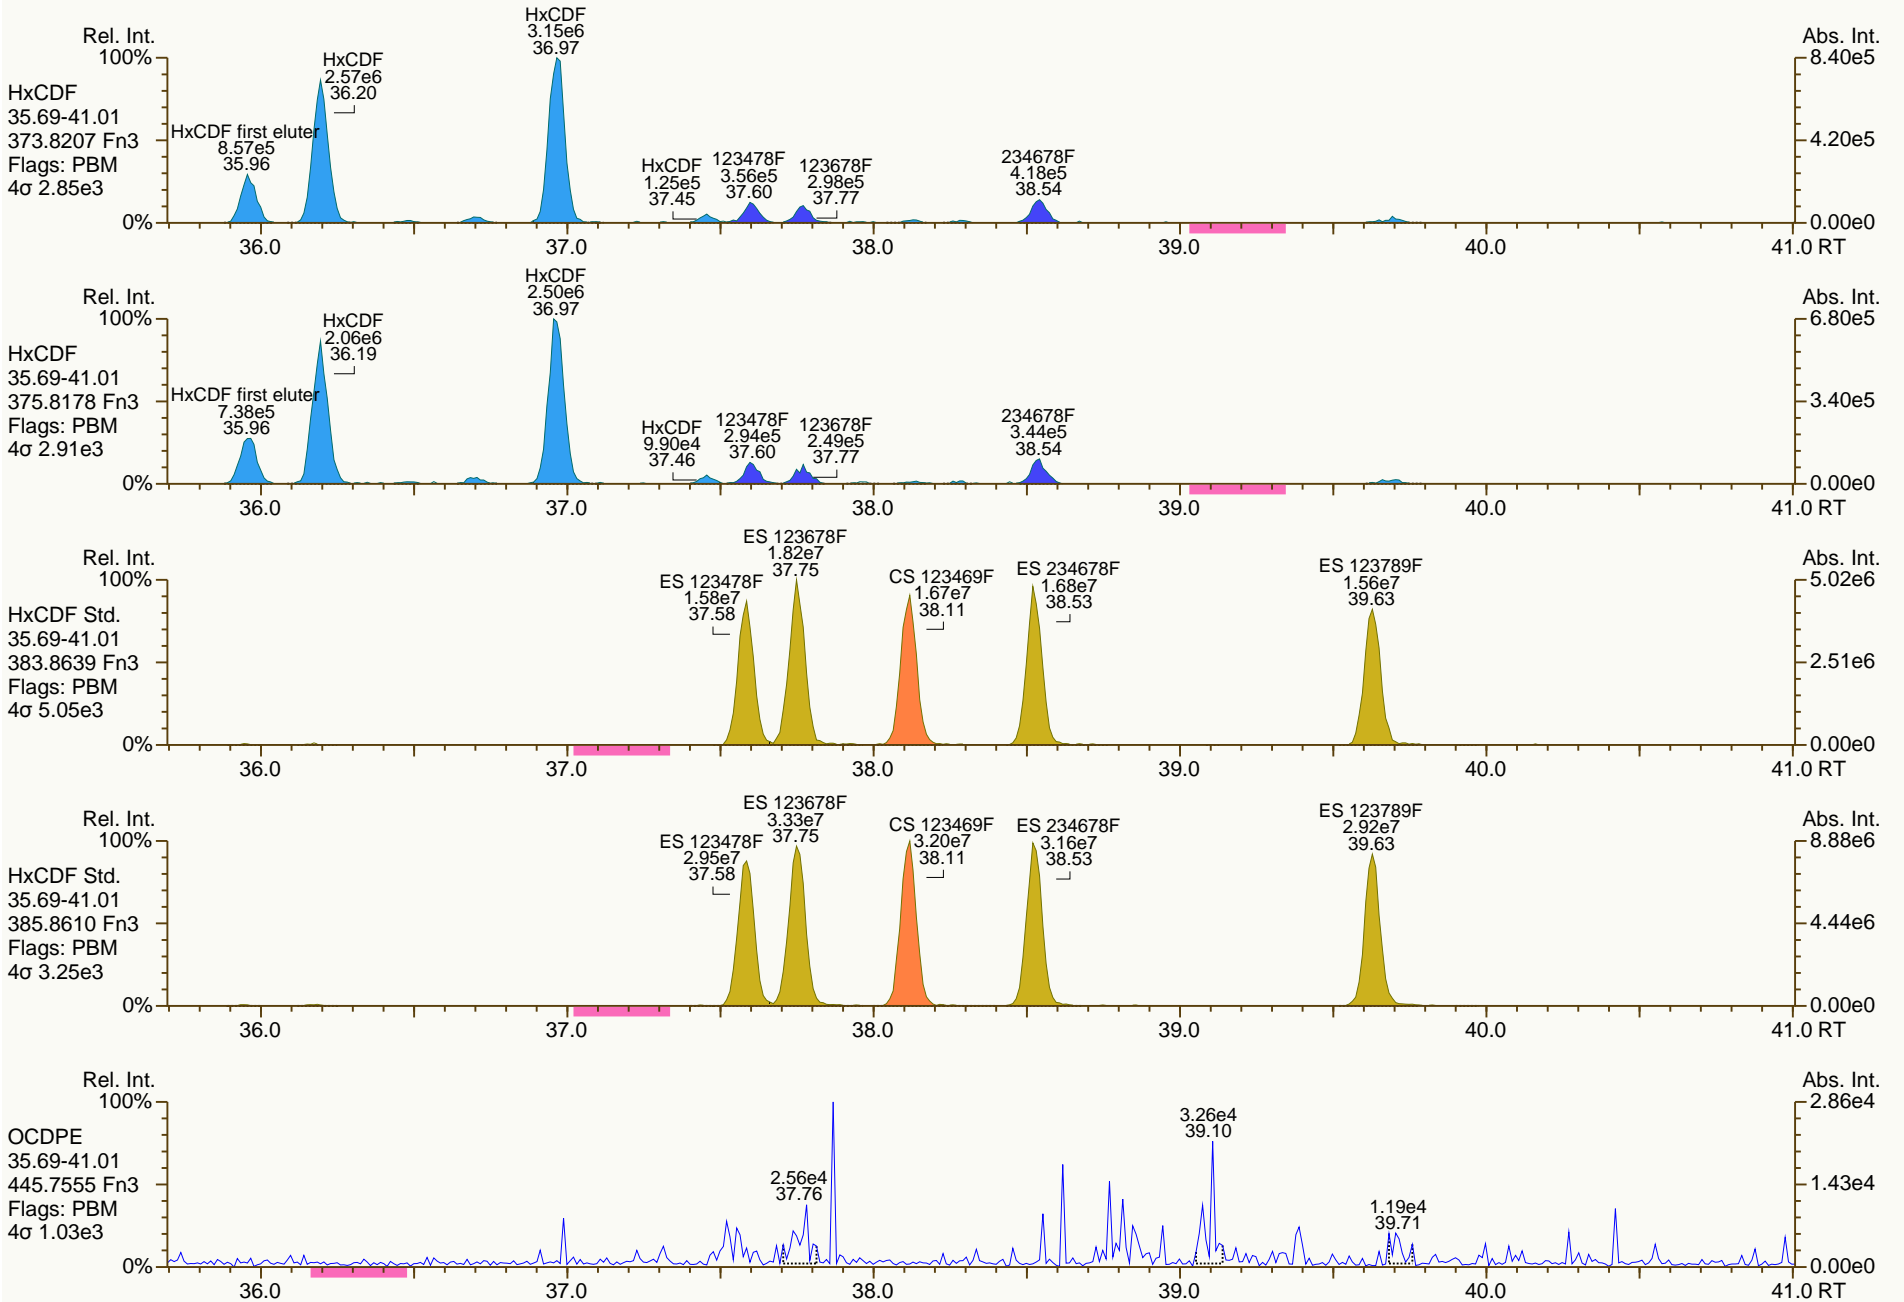 Rel. Int.
100%
0%
HxCDF
35.69-41.01
373.8207 Fn3
Flags: PBM
4σ 2.85e3
HxCDF first eluter
8.57e5
35.96
HxCDF
2.57e6
36.20
HxCDF
3.15e6
36.97
HxCDF
1.25e5
37.45
123478F
3.56e5
37.60
123678F
2.98e5
37.77
234678F
4.18e5
38.54
Abs. Int.
8.40e5
4.20e5
0.00e0
36.0 37.0 38.0 39.0 40.0 41.0 RT
Rel. Int.
100%
0%
HxCDF
35.69-41.01
375.8178 Fn3
Flags: PBM
4σ 2.91e3
HxCDF first eluter
7.38e5
35.96
HxCDF
2.06e6
36.19
HxCDF
2.50e6
36.97
HxCDF
9.90e4
37.46
123478F
2.94e5
37.60
123678F
2.49e5
37.77
234678F
3.44e5
38.54
Abs. Int.
6.80e5
3.40e5
0.00e0
36.0 37.0 38.0 39.0 40.0 41.0 RT
Rel. Int.
100%
0%
HxCDF Std.
35.69-41.01
383.8639 Fn3
Flags: PBM
4σ 5.05e3
ES 123478F
1.58e7
37.58
ES 123678F
1.82e7
37.75
CS 123469F
1.67e7
38.11
ES 234678F
1.68e7
38.53
ES 123789F
1.56e7
39.63
Abs. Int.
5.02e6
2.51e6
0.00e0
36.0 37.0 38.0 39.0 40.0 41.0 RT
Rel. Int.
100%
0%
HxCDF Std.
35.69-41.01
385.8610 Fn3
Flags: PBM
4σ 3.25e3
ES 123478F
2.95e7
37.58
ES 123678F
3.33e7
37.75
CS 123469F
3.20e7
38.11
ES 234678F
3.16e7
38.53
ES 123789F
2.92e7
39.63
Abs. Int.
8.88e6
4.44e6
0.00e0
36.0 37.0 38.0 39.0 40.0 41.0 RT
Rel. Int.
100%
0%
OCDPE
35.69-41.01
445.7555 Fn3
Flags: PBM
4σ 1.03e3
2.56e4
37.76
3.26e4
39.10
1.19e4
39.71
Abs. Int.
2.86e4
1.43e4
0.00e0
36.0 37.0 38.0 39.0 40.0 41.0 RT